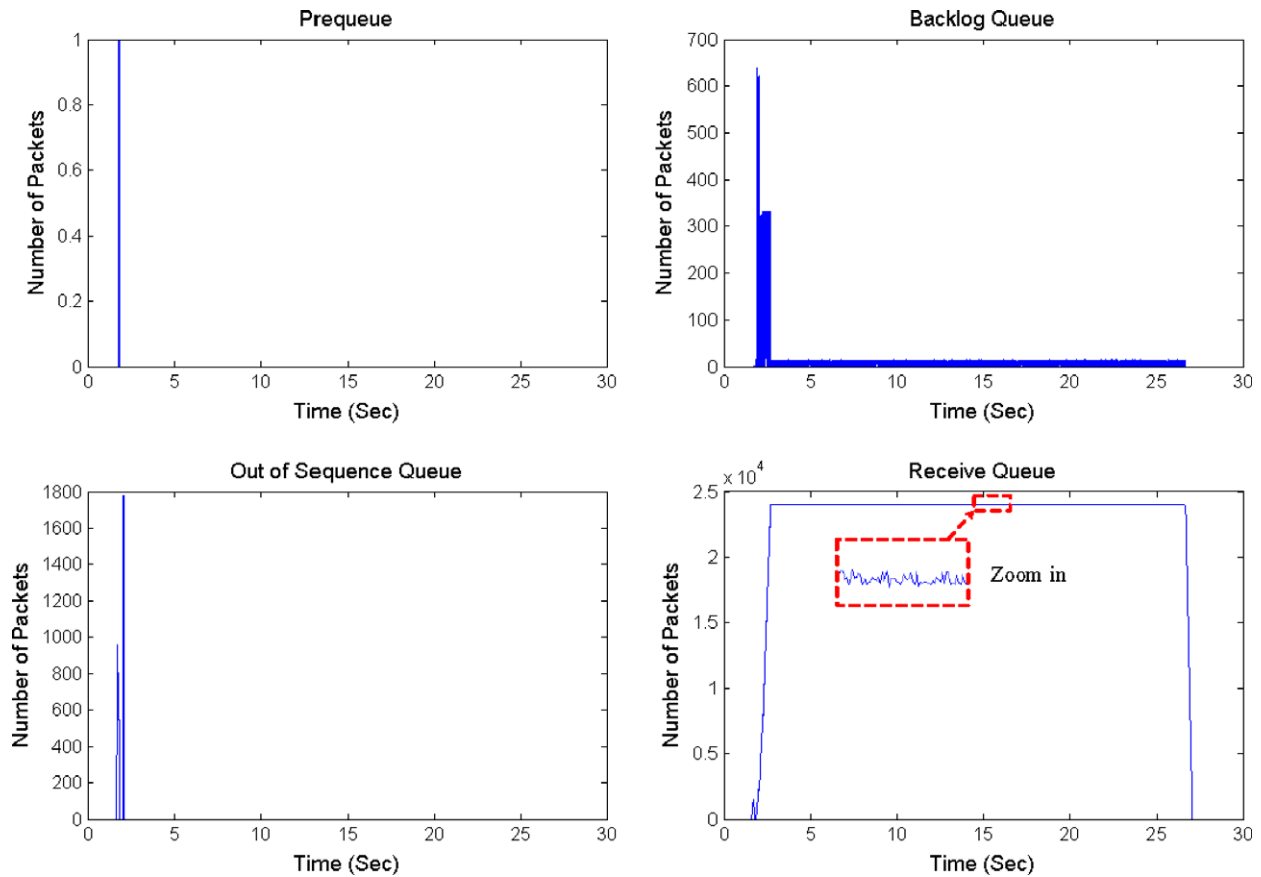 Prequeue
1
0.8
0.6
0.4
0.2
0
Number of Packets
0 5 10 15 20 25 30
Time (Sec)
Backlog Queue
700
600
500
400
300
200
100
0
Number of Packets
0 5 10 15 20 25 30
Time (Sec)
Out of Sequence Queue
1800
1600
1400
1200
1000
800
600
400
200
0
Number of Packets
0 5 10 15 20 25 30
Time (Sec)
Receive Queue
x 10^4
2.5
2
1.5
1
0.5
0
Number of Packets
Zoom in
0 5 10 15 20 25 30
Time (Sec)